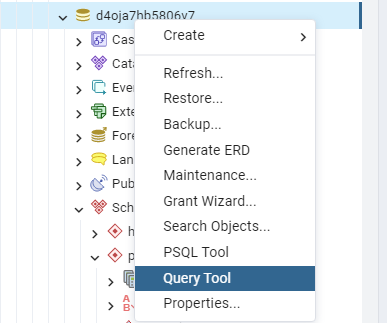 d4oja7hb5806v7
Create
Cas
Cata
Refresh...
Eve
Restore...
Exte
Backup...
Fore
Generate ERD
Lan
Maintenance...
Pub
Grant Wizard...
Sch
Search Objects...
h
PSQL Tool
p
Query Tool
Properties...